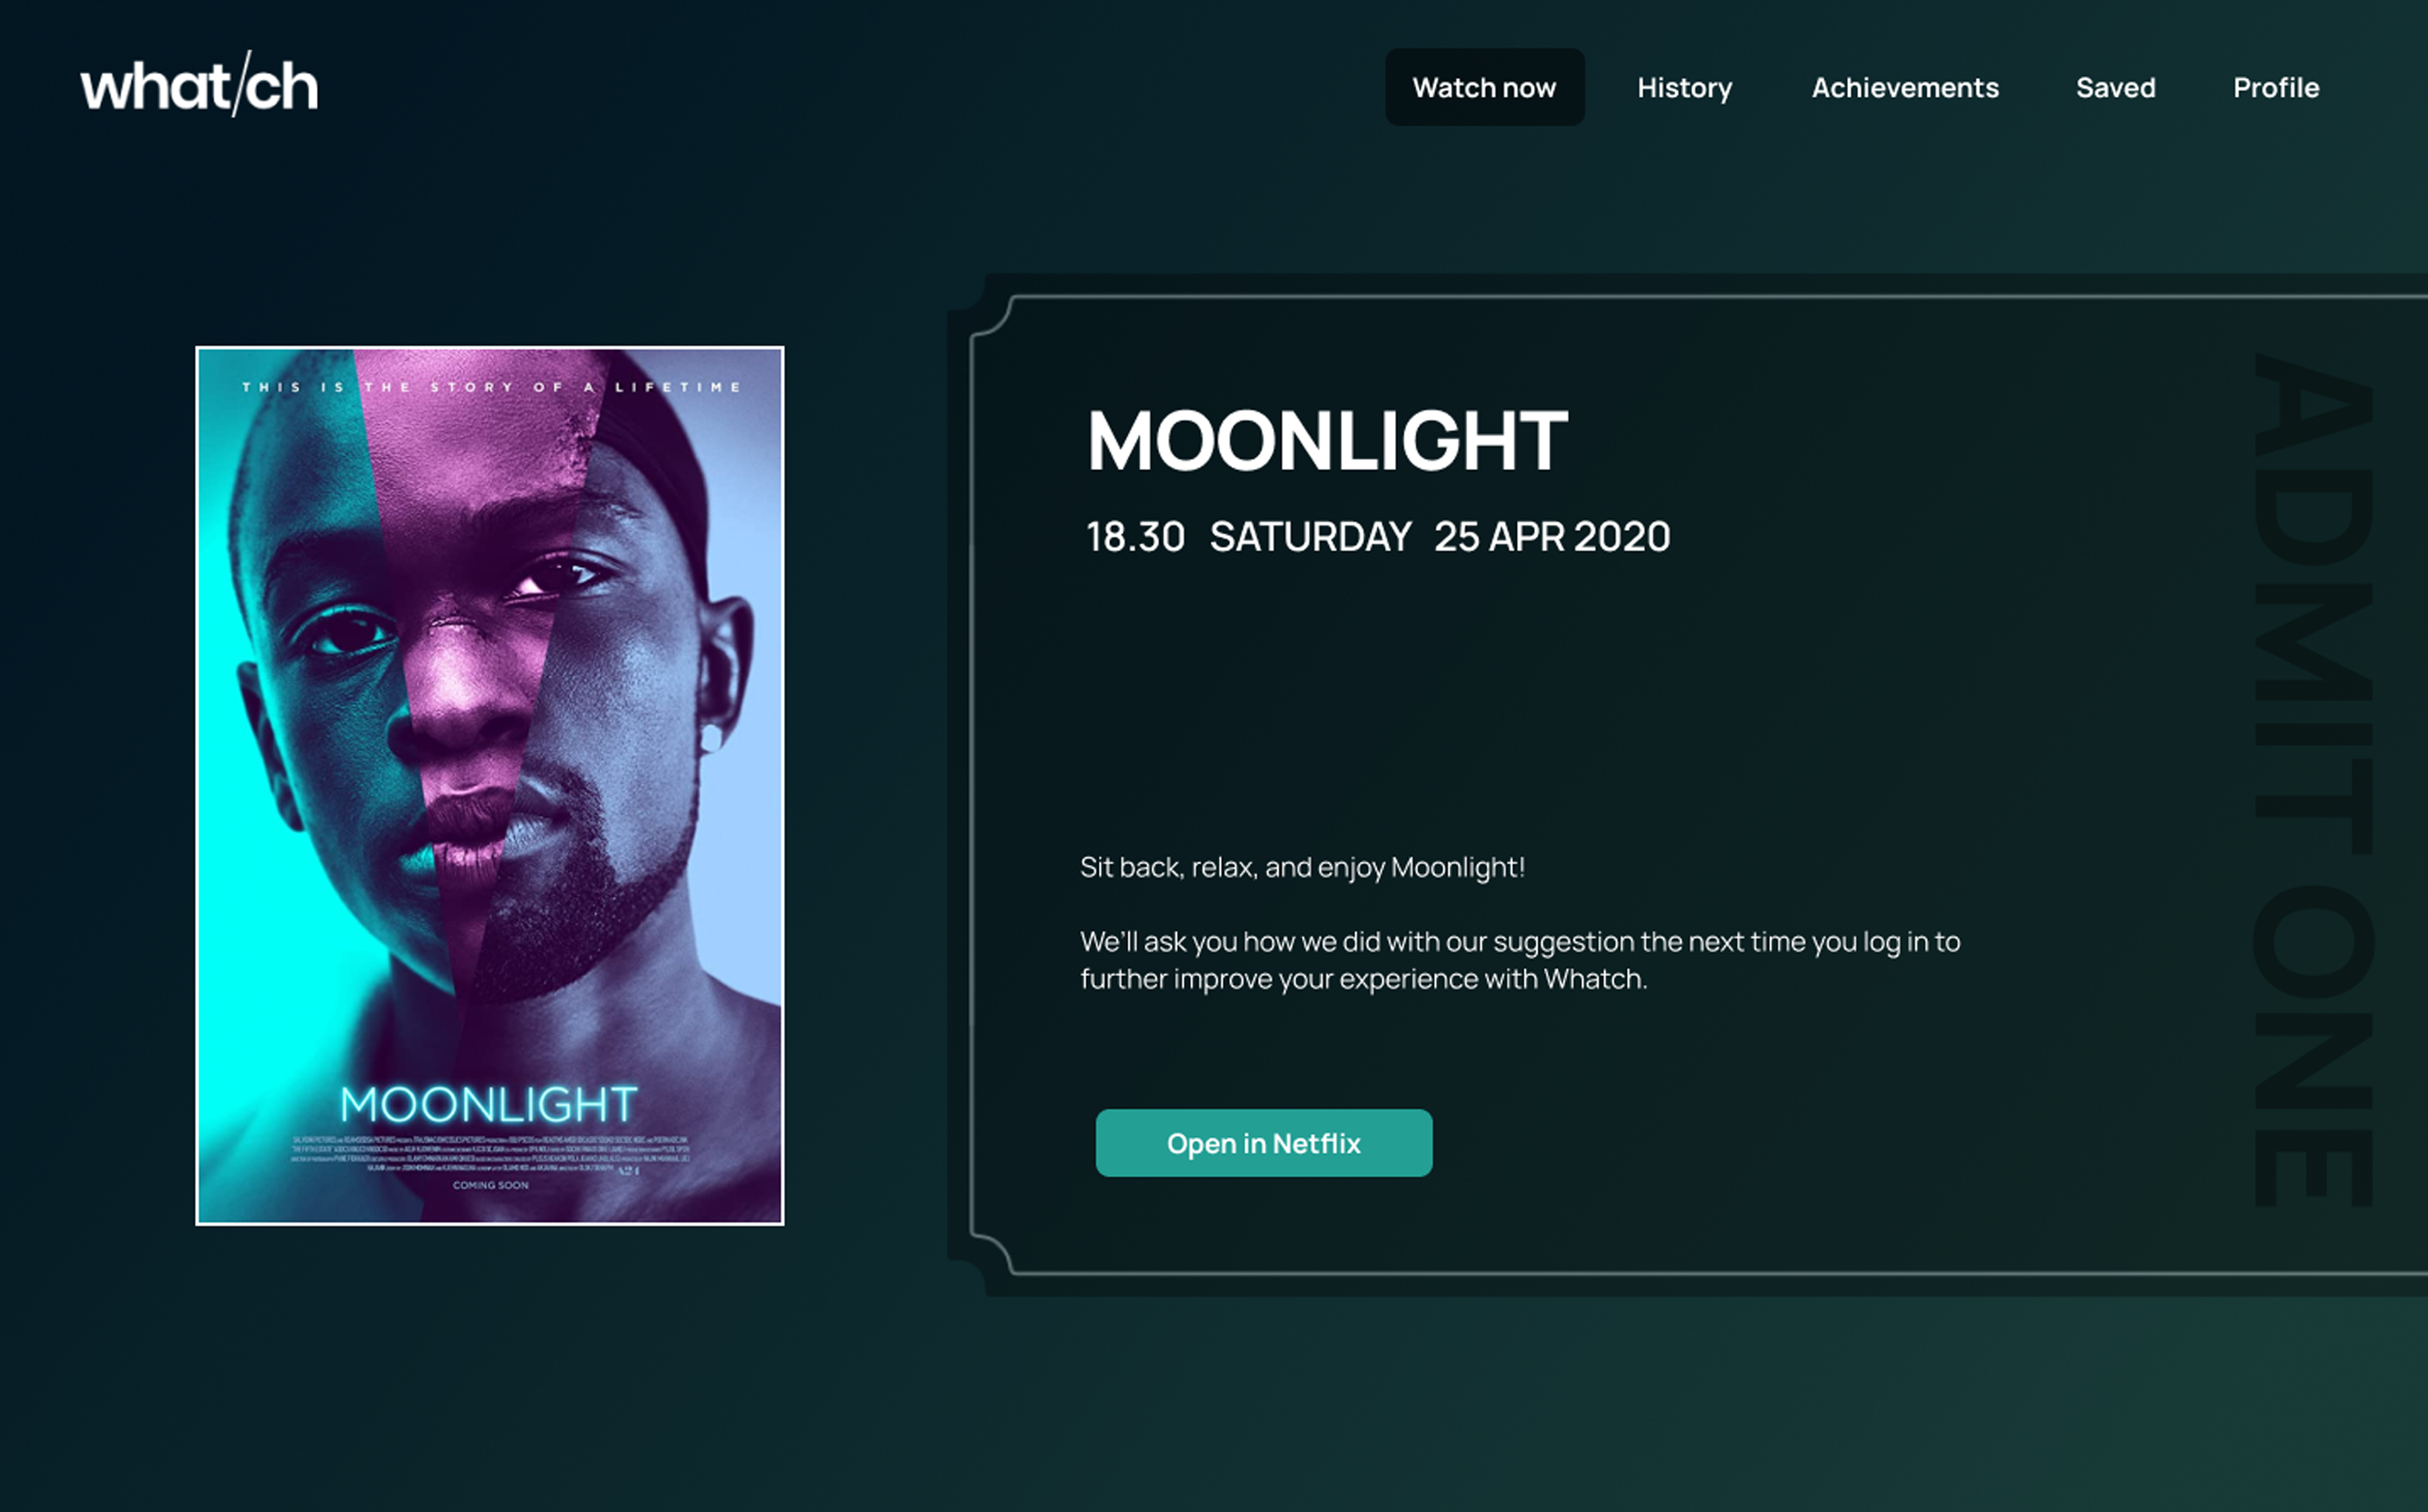 what/ch
Watch now
History
Achievements
Saved
Profile
THIS IS THE STORY OF A LIFETIME
MOONLIGHT
A24
COMING SOON
MOONLIGHT
18.30 SATURDAY 25 APR 2020
Sit back, relax, and enjoy Moonlight!
We’ll ask you how we did with our suggestion the next time you log in to
further improve your experience with Whatch.
Open in Netflix
ADMIT ONE